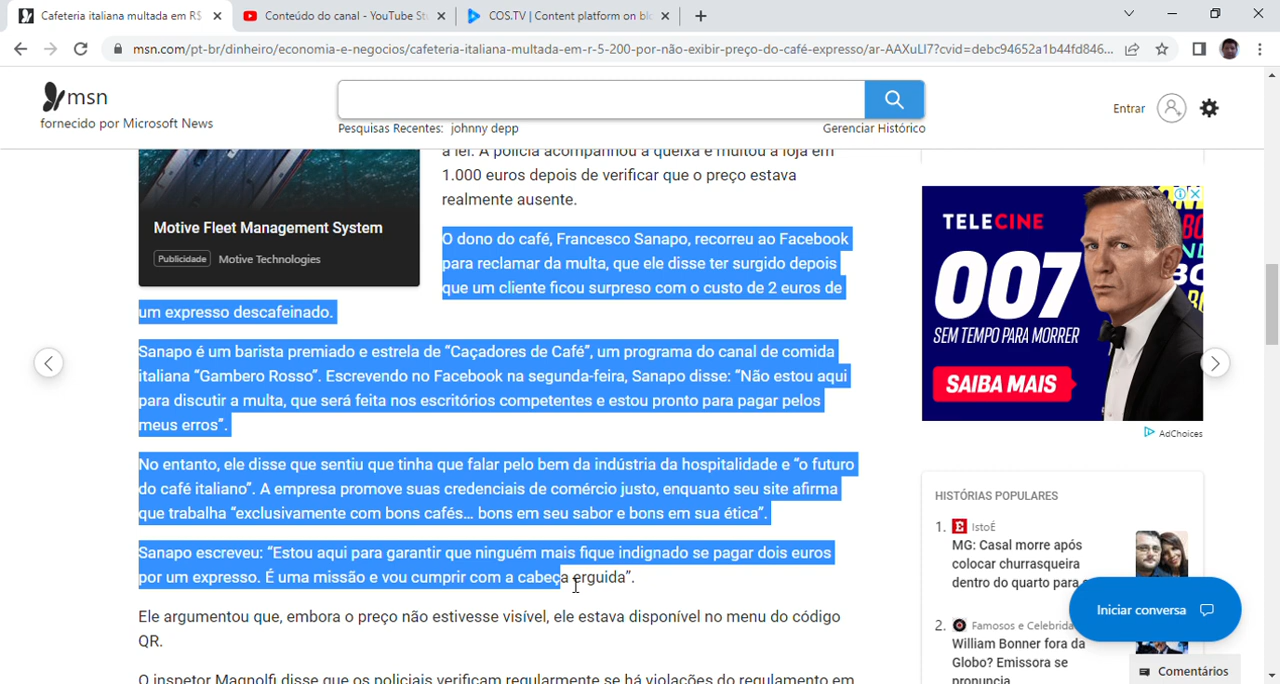 Cafeteria italiana multada em R$
Conteúdo do canal - YouTube St
COS.TV | Content platform on blo
msn.com/pt-br/dinheiro/economia-e-negocios/cafeteria-italiana-multada-em-r-5-200-por-não-exibir-preço-do-café-expresso/ar-AAXuLI7?cvid=debc94652a1b44fd846...
msn
fornecido por Microsoft News
Pesquisas Recentes: johnny depp
Gerenciar Histórico
Entrar
a lei. A polícia acompanhou a queixa e multou a loja em
1.000 euros depois de verificar que o preço estava
realmente ausente.
Motive Fleet Management System
Publicidade Motive Technologies
O dono do café, Francesco Sanapo, recorreu ao Facebook
para reclamar da multa, que ele disse ter surgido depois
que um cliente ficou surpreso com o custo de 2 euros de
um expresso descafeinado.
Sanapo é um barista premiado e estrela de “Caçadores de Café”, um programa do canal de comida
italiana “Gambero Rosso”. Escrevendo no Facebook na segunda-feira, Sanapo disse: “Não estou aqui
para discutir a multa, que será feita nos escritórios competentes e estou pronto para pagar pelos
meus erros”.
No entanto, ele disse que sentiu que tinha que falar pelo bem da indústria da hospitalidade e “o futuro
do café italiano”. A empresa promove suas credenciais de comércio justo, enquanto seu site afirma
que trabalha “exclusivamente com bons cafés… bons em seu sabor e bons em sua ética”.
Sanapo escreveu: “Estou aqui para garantir que ninguém mais fique indignado se pagar dois euros
por um expresso. É uma missão e vou cumprir com a cabeça erguida”.
Ele argumentou que, embora o preço não estivesse visível, ele estava disponível no menu do código
QR.
O inspetor Magnolfi disse que os policiais verificam regularmente se há violações do regulamento em
TELECINE
007
SEM TEMPO PARA MORRER
SAIBA MAIS
AdChoices
HISTÓRIAS POPULARES
1. E IstoÉ
MG: Casal morre após
colocar churrasqueira
dentro do quarto para
2. Famosos e Celebrida
William Bonner fora da
Globo? Emissora se
pronuncia
Iniciar conversa
Comentários